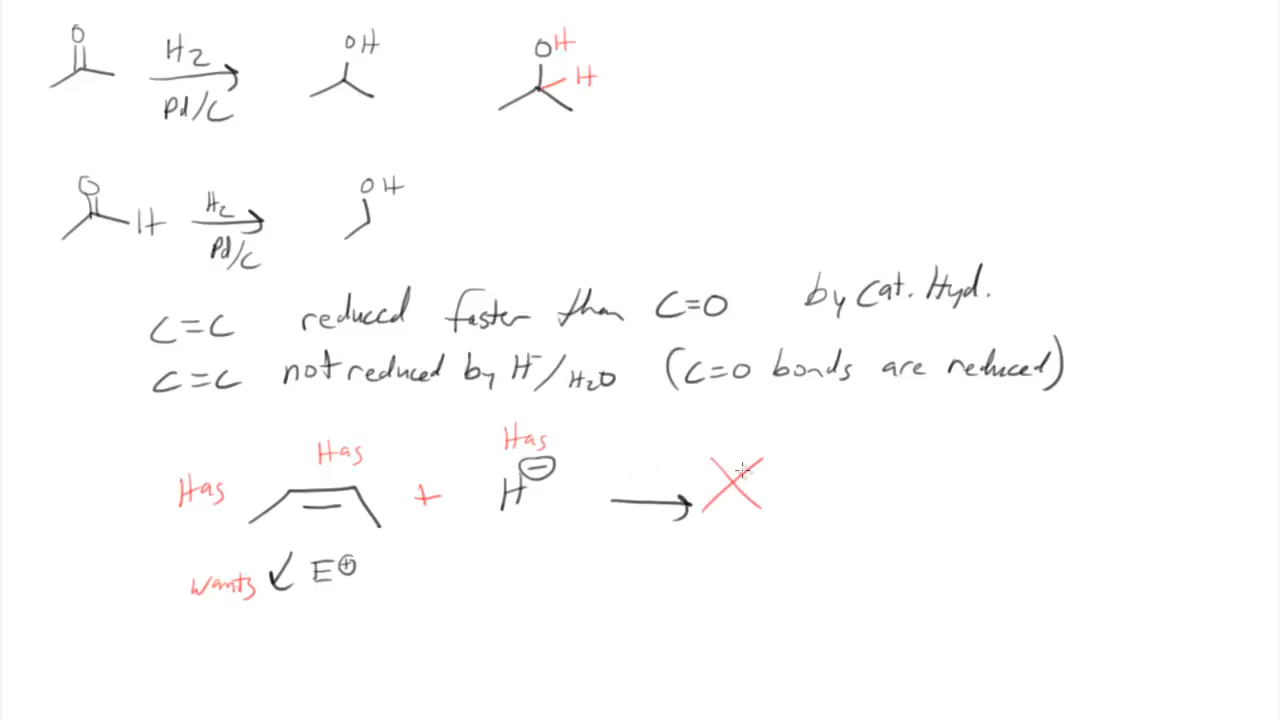 O H2 OH OH
H
Pd/C
O H2 OH
H
Pd/C
C=C reduced faster than C=O by Cat. Hyd.
C=C not reduced by H⁻/H2O (C=O bonds are reduced)
Has Has
Has + H⊖
Wants E⊕